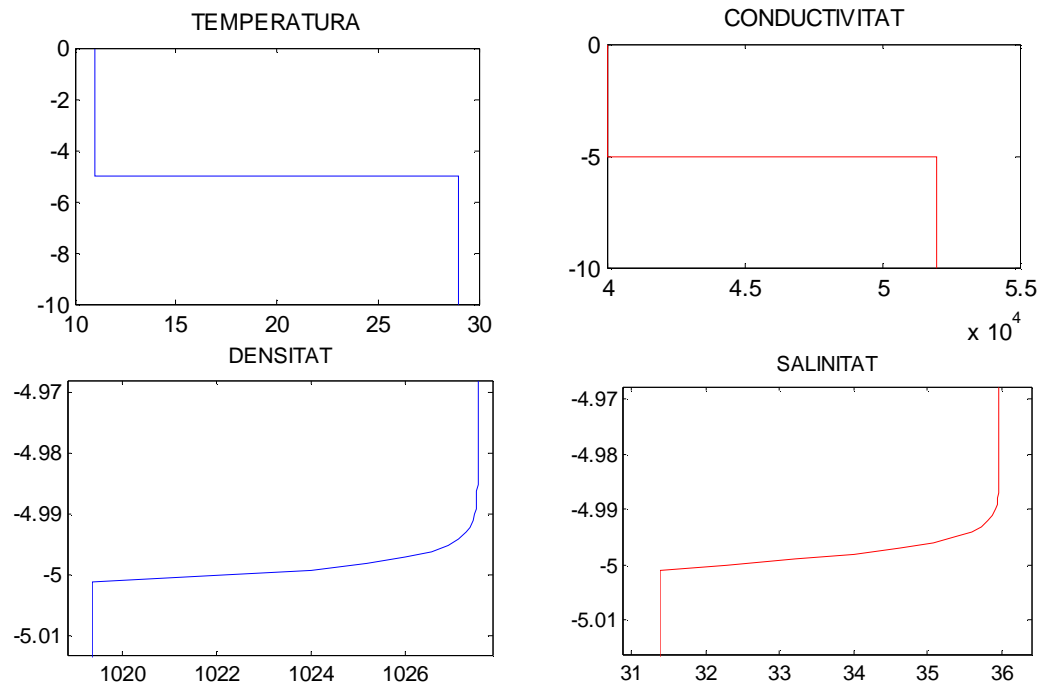 TEMPERATURA
0
-2
-4
-6
-8
-10
10 15 20 25 30
CONDUCTIVITAT
0
-5
-10
4 4.5 5 5.5
x 10^4
DENSITAT
-4.97
-4.98
-4.99
-5
-5.01
1020 1022 1024 1026
SALINITAT
-4.97
-4.98
-4.99
-5
-5.01
31 32 33 34 35 36